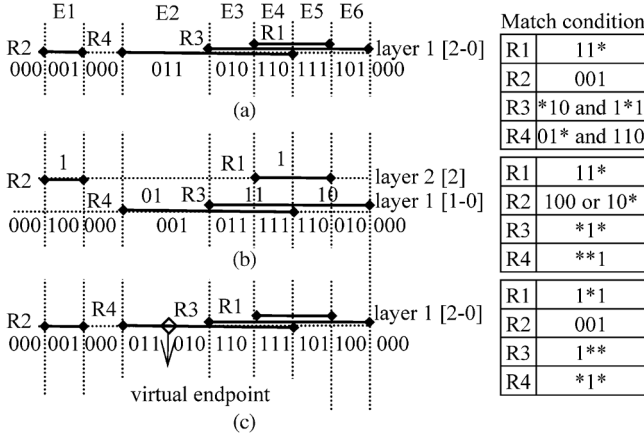 E1 E2 E3 E4 E5 E6
R2 R4 R3 R1 layer 1 [2-0]
000 001 000 011 010 110 111 101 000
(a)
1 R1 1 layer 2 [2]
R2 R4 01 R3 11 10 layer 1 [1-0]
000 100 000 001 011 111 110 010 000
(b)
R2 R4 R3 R1 layer 1 [2-0]
000 001 000 011 010 110 111 101 100 000
virtual endpoint
(c)
Match condition
R1 11*
R2 001
R3 *10 and 1*1
R4 01* and 110
R1 11*
R2 100 or 10*
R3 *1*
R4 **1
R1 1*1
R2 001
R3 1**
R4 *1*